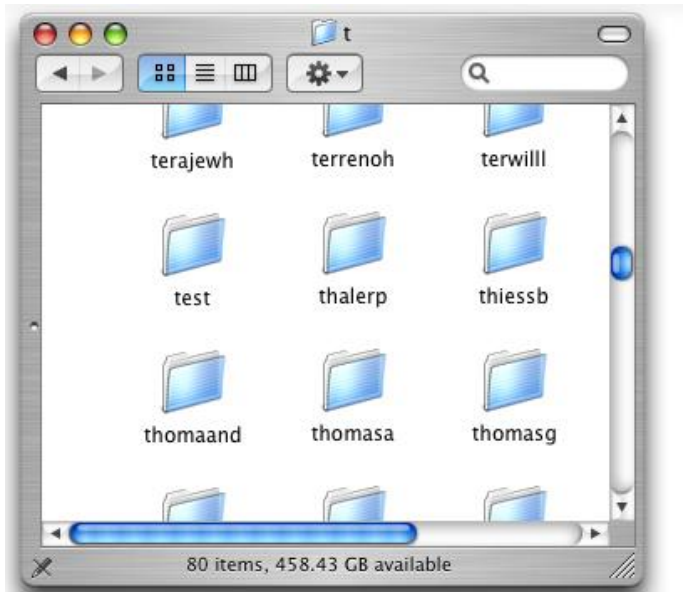 t
terajewh terrenoh terwilll
test thalerp thiessb
thomaand thomasa thomasg
80 items, 458.43 GB available